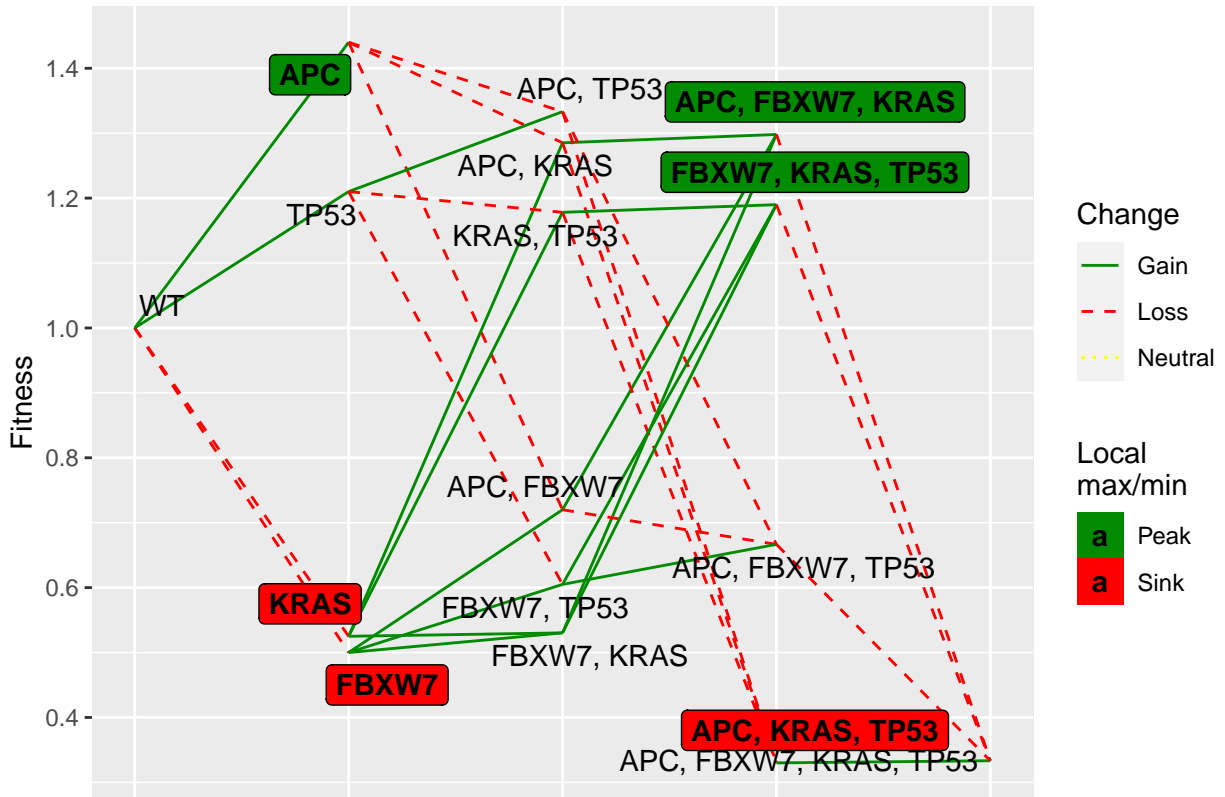 1.4
1.2
1.0
0.8
0.6
0.4
Fitness
APC
APC, TP53
APC, FBXW7, KRAS
APC, KRAS
FBXW7, KRAS, TP53
TP53
KRAS, TP53
WT
APC, FBXW7
APC, FBXW7, TP53
KRAS
FBXW7, TP53
FBXW7, KRAS
FBXW7
APC, KRAS, TP53
APC, FBXW7, KRAS, TP53
Change
Gain
Loss
Neutral
Local
max/min
a Peak
a Sink